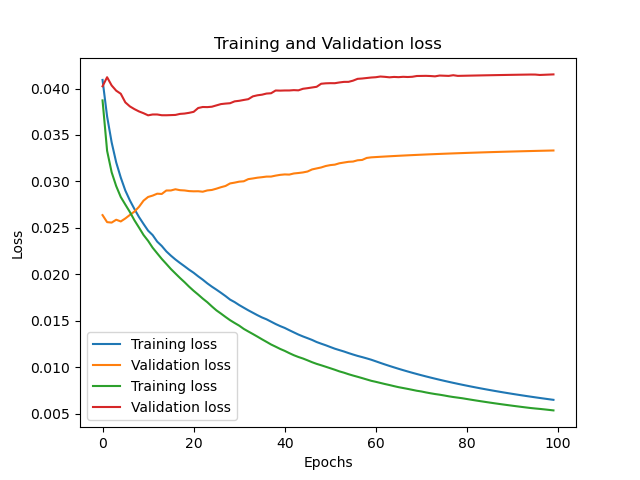 Training and Validation loss
Loss
0.040
0.035
0.030
0.025
0.020
0.015
0.010
0.005
Training loss
Validation loss
Training loss
Validation loss
0 20 40 60 80 100
Epochs